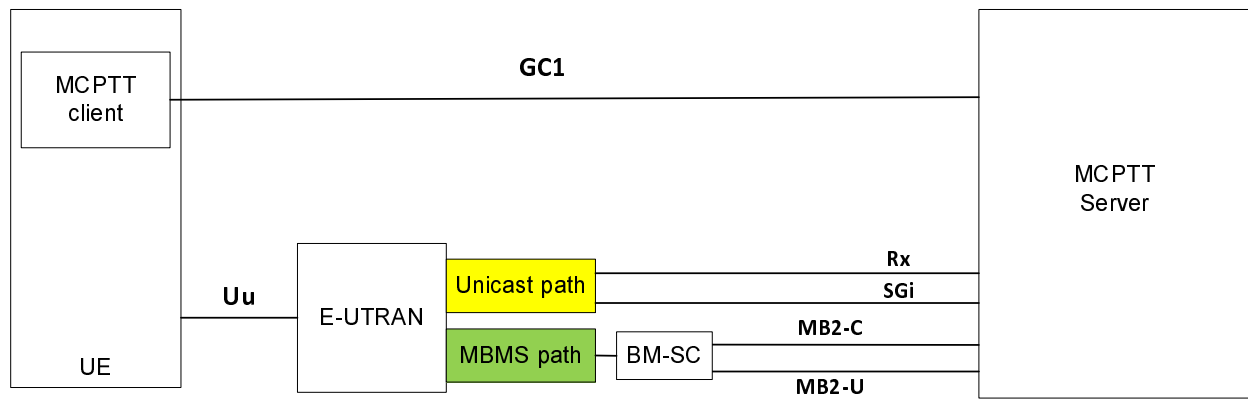 GC1
MCPTT
client
MCPTT
Server
Rx
Unicast path
SGi
Uu
E-UTRAN
MB2-C
MBMS path
BM-SC
UE
MB2-U